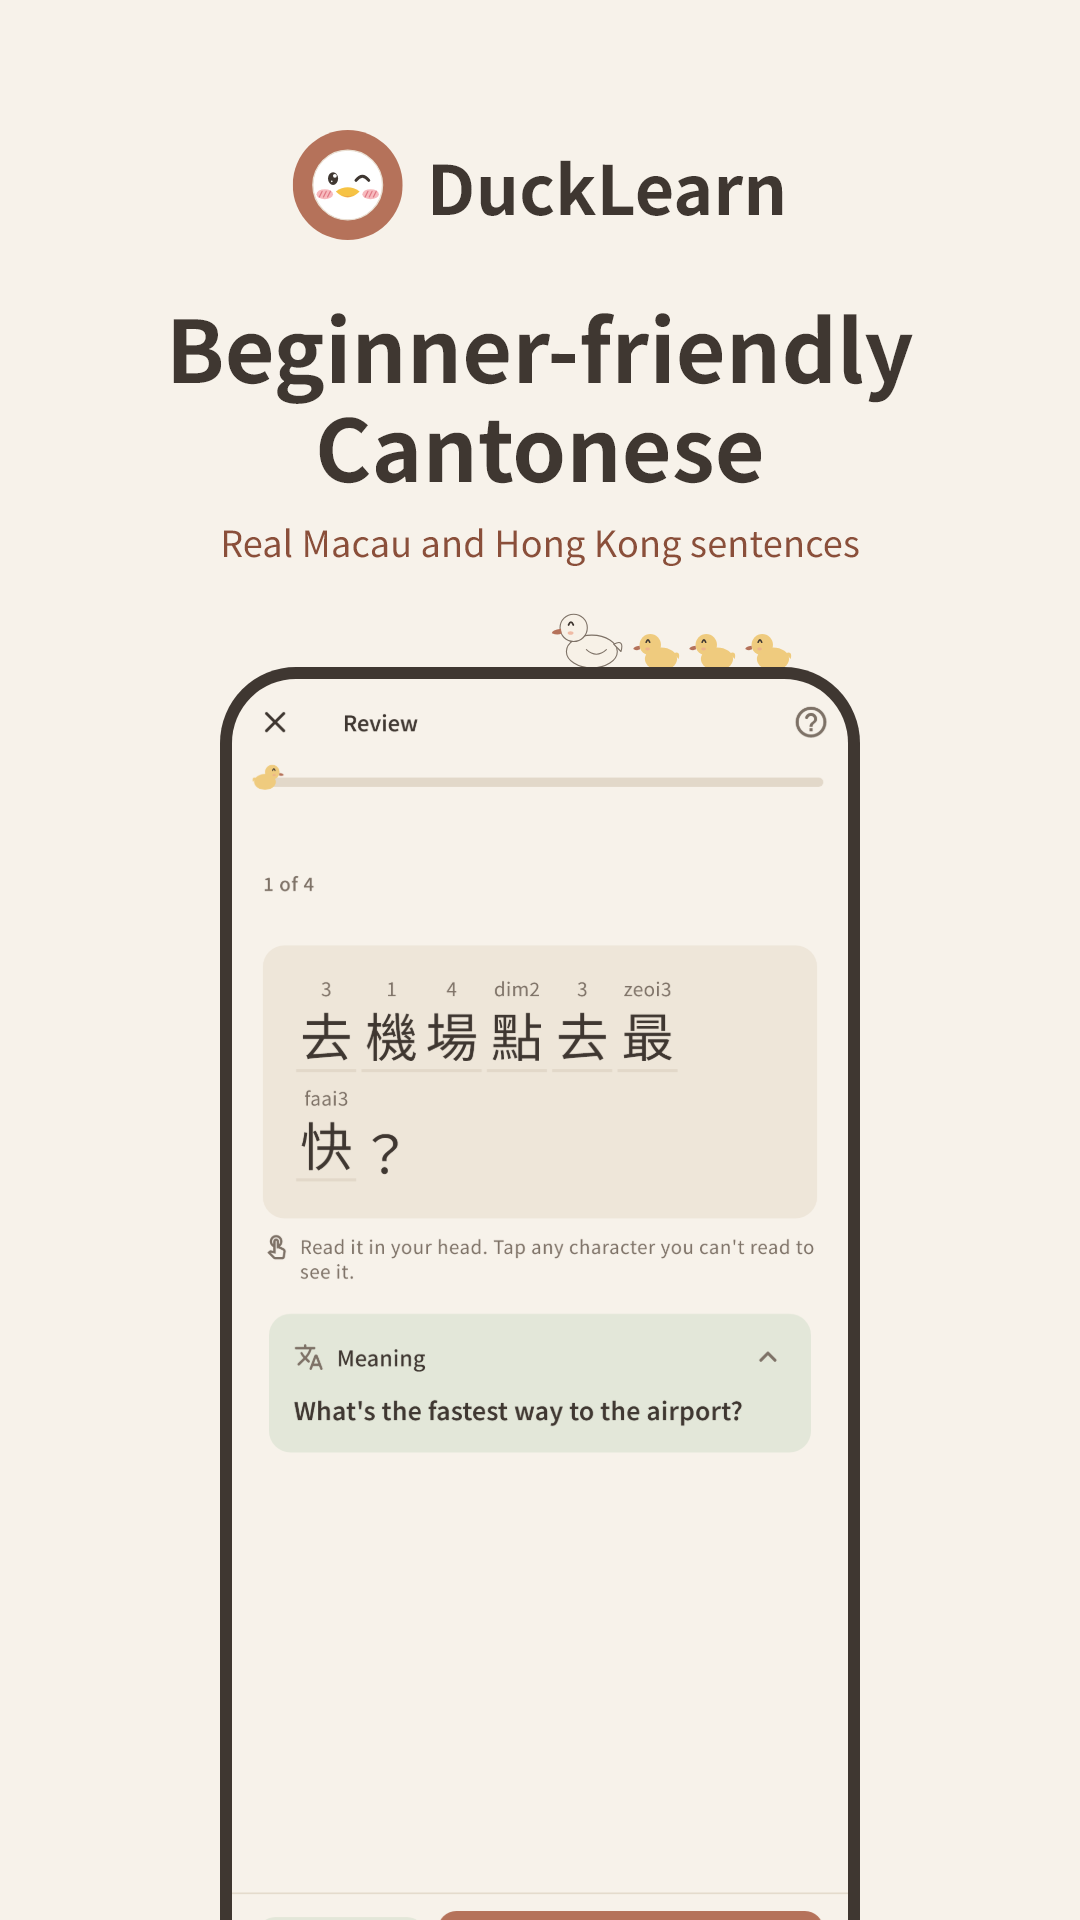 DuckLearn
Beginner-friendly
Cantonese
Real Macau and Hong Kong sentences
Review
1 of 4
3 1 4 dim2 3 zeoi3
去機場點去最
faai3
快？
Read it in your head. Tap any character you can't read to
see it.
Meaning
What's the fastest way to the airport?